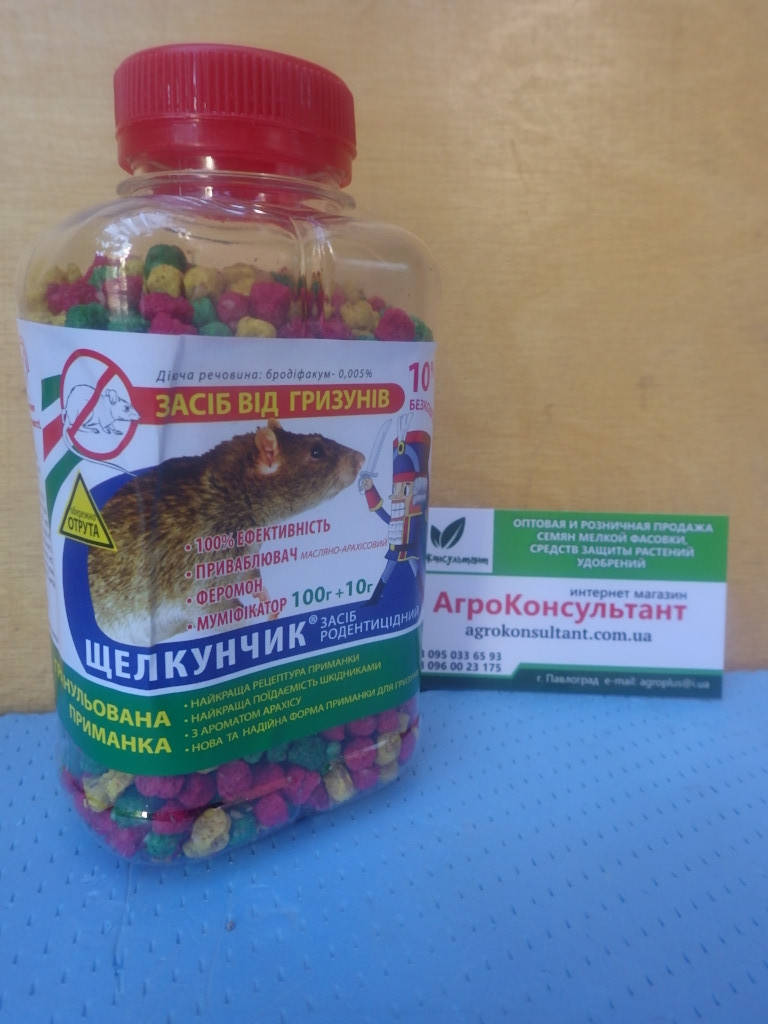 Діюча речовина: бродіфакум- 0,005%
ЗАСІБ ВІД ГРИЗУНІВ
10
ОТРУТА
• 100% ЕФЕКТИВНІСТЬ
• ПРИВАБЛЮВАЧ МАСЛЯНО-АРАХІСОВИЙ
• ФЕРОМОН
• МУМІФІКАТОР 100г + 10г
ЩЕЛКУНЧИК® ЗАСІБ
РОДЕНТИЦІДНИЙ
ПРИМАНКА
• НАЙКРАЩА РЕЦЕПТУРА ПРИМАНКИ
• НАЙКРАЩА ПОЇДАЄМІСТЬ ШКІДНИКАМИ
• З АРОМАТОМ АРАХІСУ
• НОВА ТА НАДІЙНА ФОРМА ПРИМАНКИ ДЛЯ
ОПТОВАЯ И РОЗНИЧНАЯ ПРОДАЖА
СЕМЯН МЕЛКОЙ ФАСОВКИ,
СРЕДСТВ ЗАЩИТЫ РАСТЕНИЙ
УДОБРЕНИЙ
интернет магазин
АгроКонсультант
agrokonsultant.com.ua
095 033 65 93
096 00 23 175
г. Павлоград e-mail: agroplus@i.ua